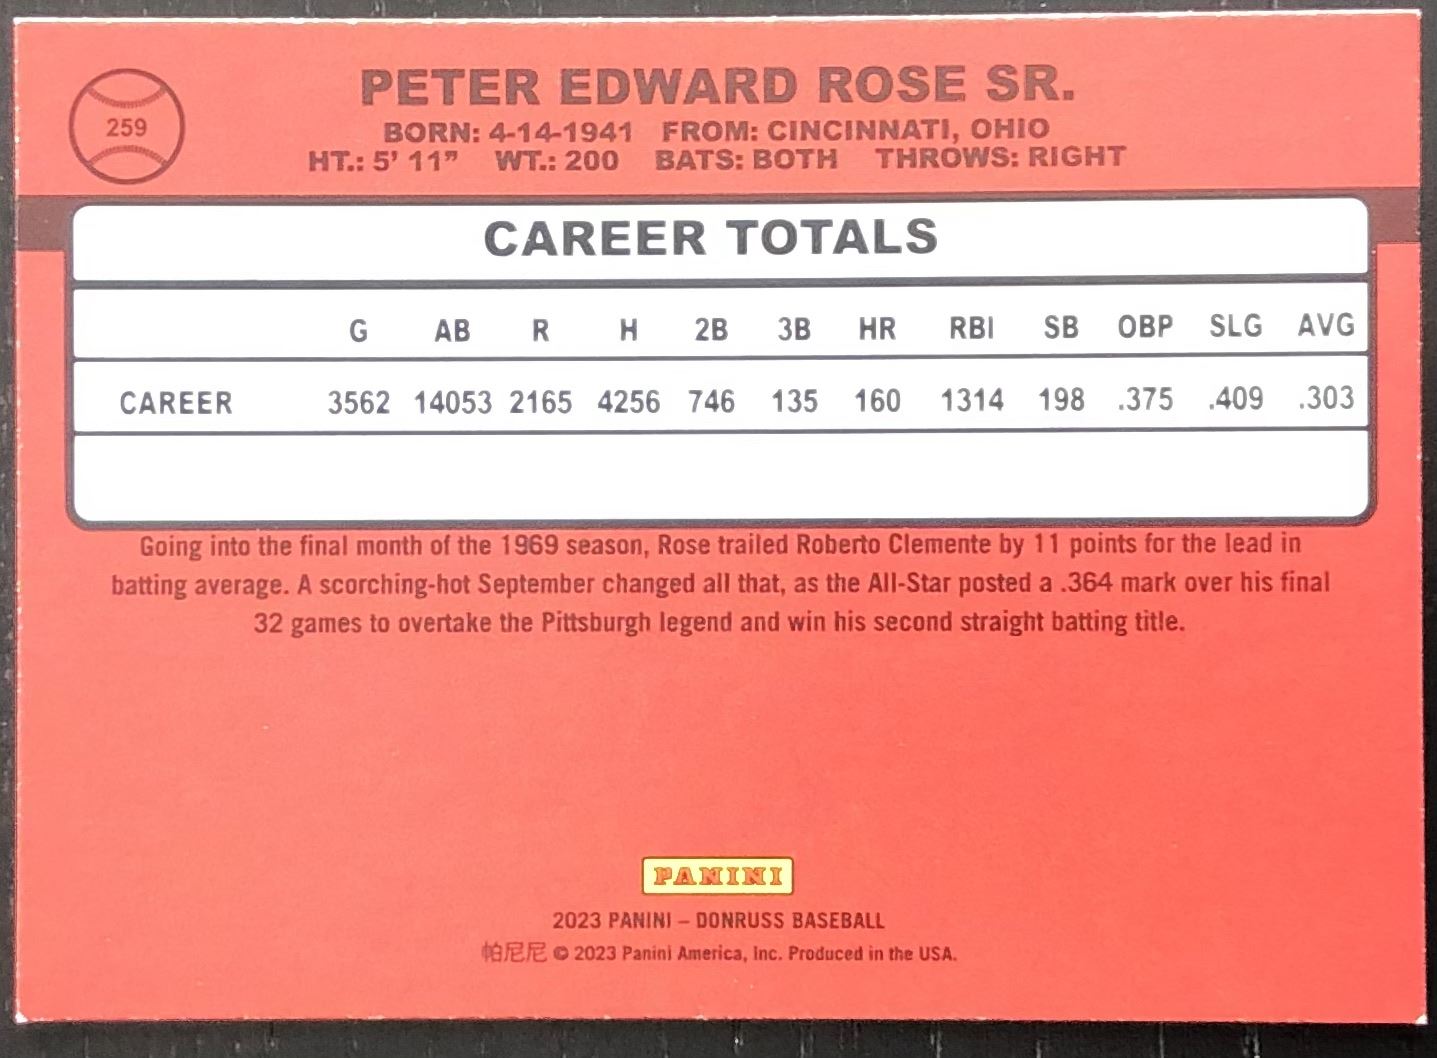 259
PETER EDWARD ROSE SR.
BORN: 4-14-1941 FROM: CINCINNATI, OHIO
HT.: 5' 11" WT.: 200 BATS: BOTH THROWS: RIGHT
CAREER TOTALS
G AB R H 2B 3B HR RBI SB OBP SLG AVG
CAREER 3562 14053 2165 4256 746 135 160 1314 198 .375 .409 .303
Going into the final month of the 1969 season, Rose trailed Roberto Clemente by 11 points for the lead in
batting average. A scorching-hot September changed all that, as the All-Star posted a .364 mark over his final
32 games to overtake the Pittsburgh legend and win his second straight batting title.
PANINI
2023 PANINI – DONRUSS BASEBALL
帕尼尼 © 2023 Panini America, Inc. Produced in the USA.